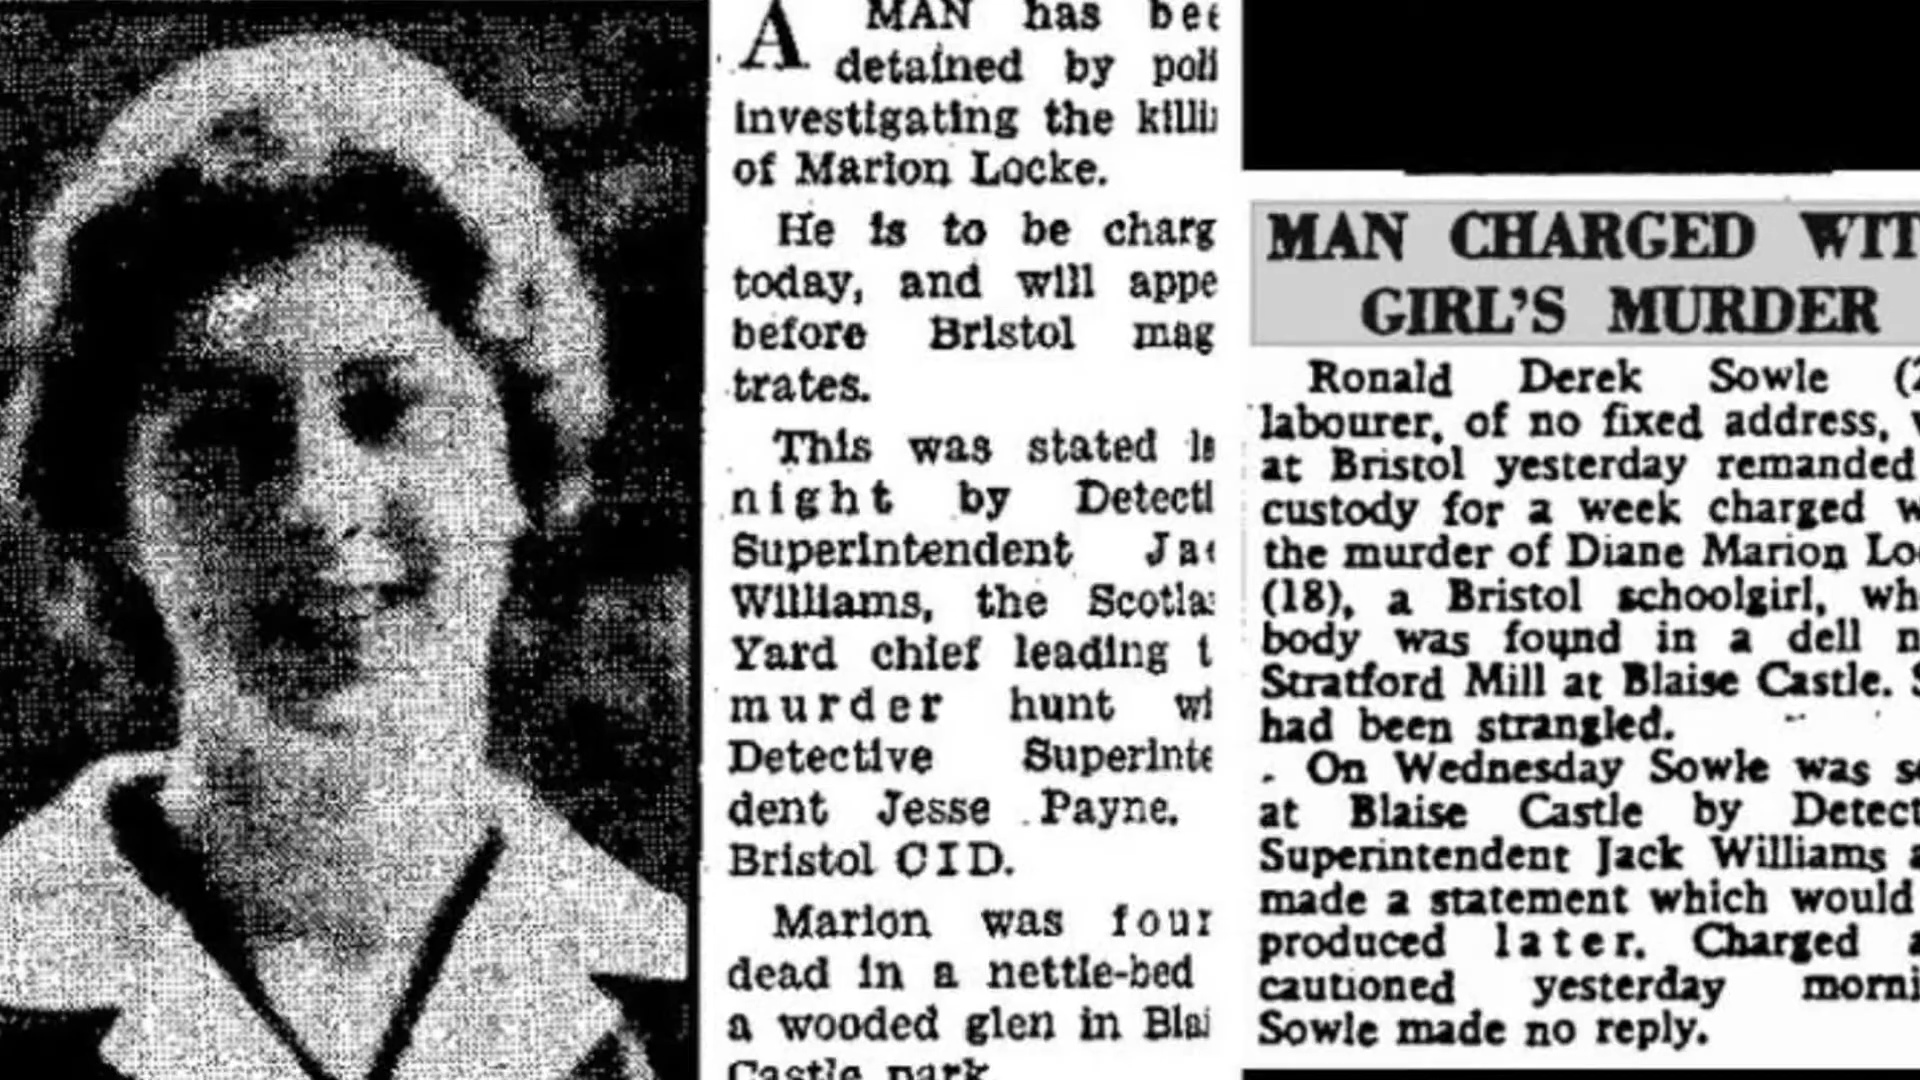 A MAN has bee
detained by poli
investigating the killi
of Marion Locke.
He is to be charg
today, and will appe
before Bristol mag
trates.
This was stated la
night by Detecti
Superintendent Jac
Williams, the Scotla
Yard chief leading t
murder hunt wi
Detective Superinte
dent Jesse Payne.
Bristol CID.
Marion was foun
dead in a nettle-bed
a wooded glen in Blai
Castle park
MAN CHARGED WIT
GIRL'S MURDER
Ronald Derek Sowle (2
labourer, of no fixed address, w
at Bristol yesterday remanded
custody for a week charged w
the murder of Diane Marion Loc
(18), a Bristol schoolgirl, wh
body was found in a dell n
Stratford Mill at Blaise Castle. S
had been strangled.
On Wednesday Sowle was se
at Blaise Castle by Detect
Superintendent Jack Williams a
made a statement which would
produced later. Charged a
cautioned yesterday morni
Sowle made no reply.